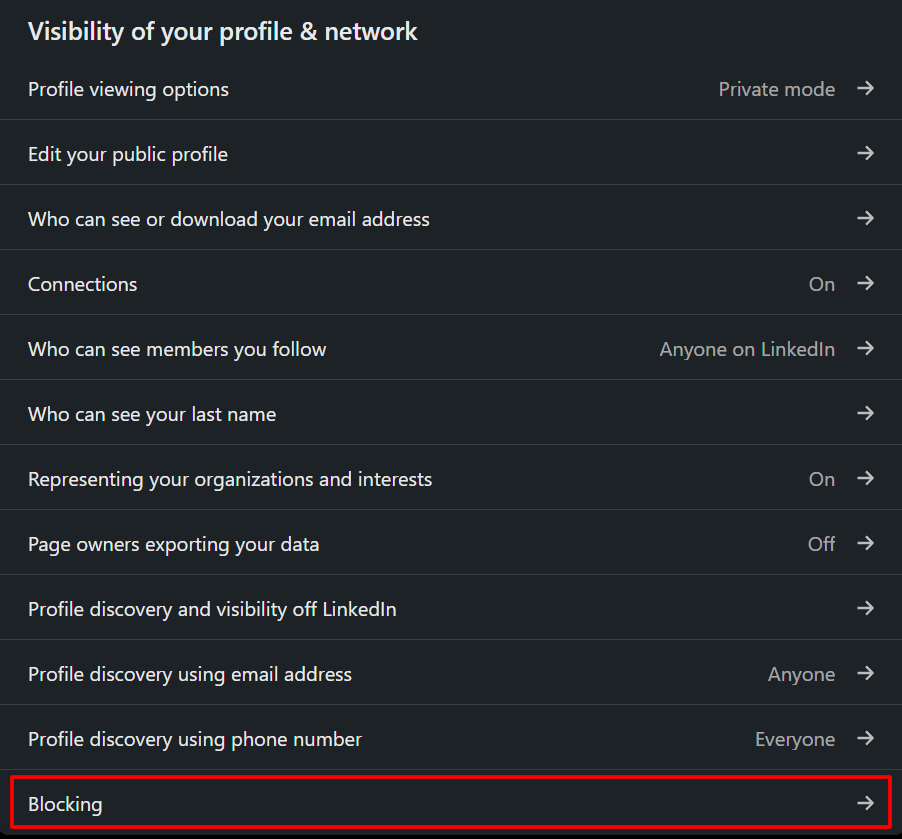 Visibility of your profile & network
Profile viewing options Private mode
Edit your public profile
Who can see or download your email address
Connections On
Who can see members you follow Anyone on LinkedIn
Who can see your last name
Representing your organizations and interests On
Page owners exporting your data Off
Profile discovery and visibility off LinkedIn
Profile discovery using email address Anyone
Profile discovery using phone number Everyone
Blocking